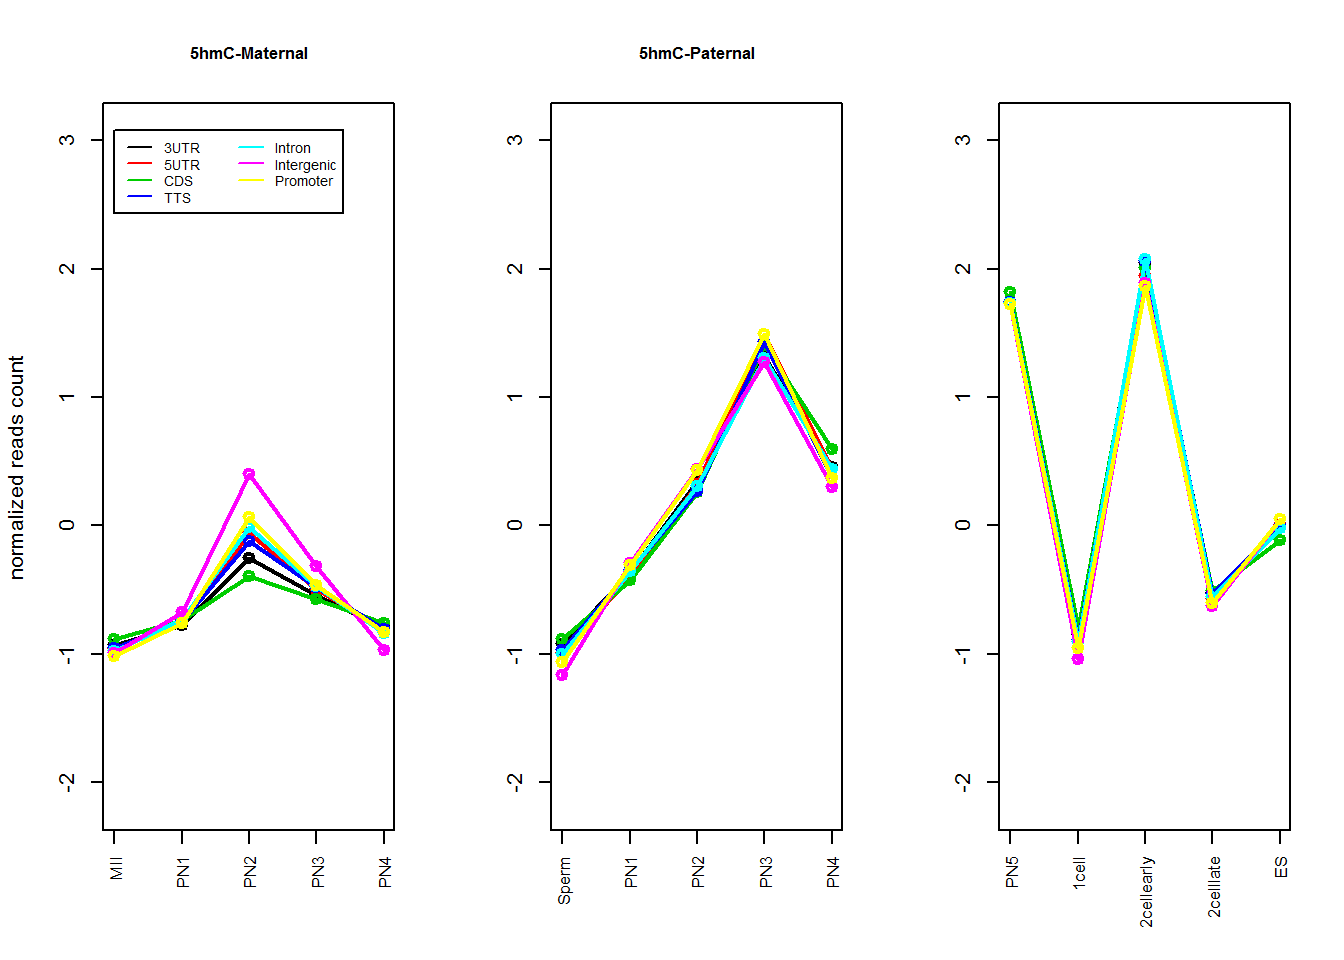 5hmC-Maternal
5hmC-Paternal
normalized reads count
3
2
1
0
-1
-2
3UTR
5UTR
CDS
TTS
Intron
Intergenic
Promoter
MII
PN1
PN2
PN3
PN4
3
2
1
0
-1
-2
Sperm
PN1
PN2
PN3
PN4
3
2
1
0
-1
-2
PN5
1cell
2cellearly
2celllate
ES